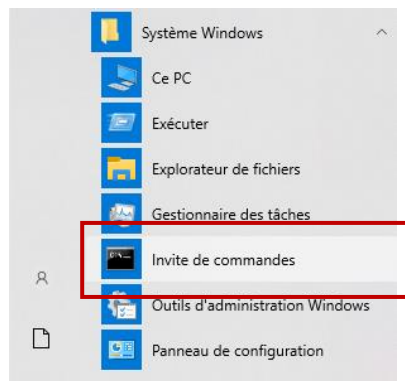 Système Windows
Ce PC
Exécuter
Explorateur de fichiers
Gestionnaire des tâches
Invite de commandes
Outils d'administration Windows
Panneau de configuration